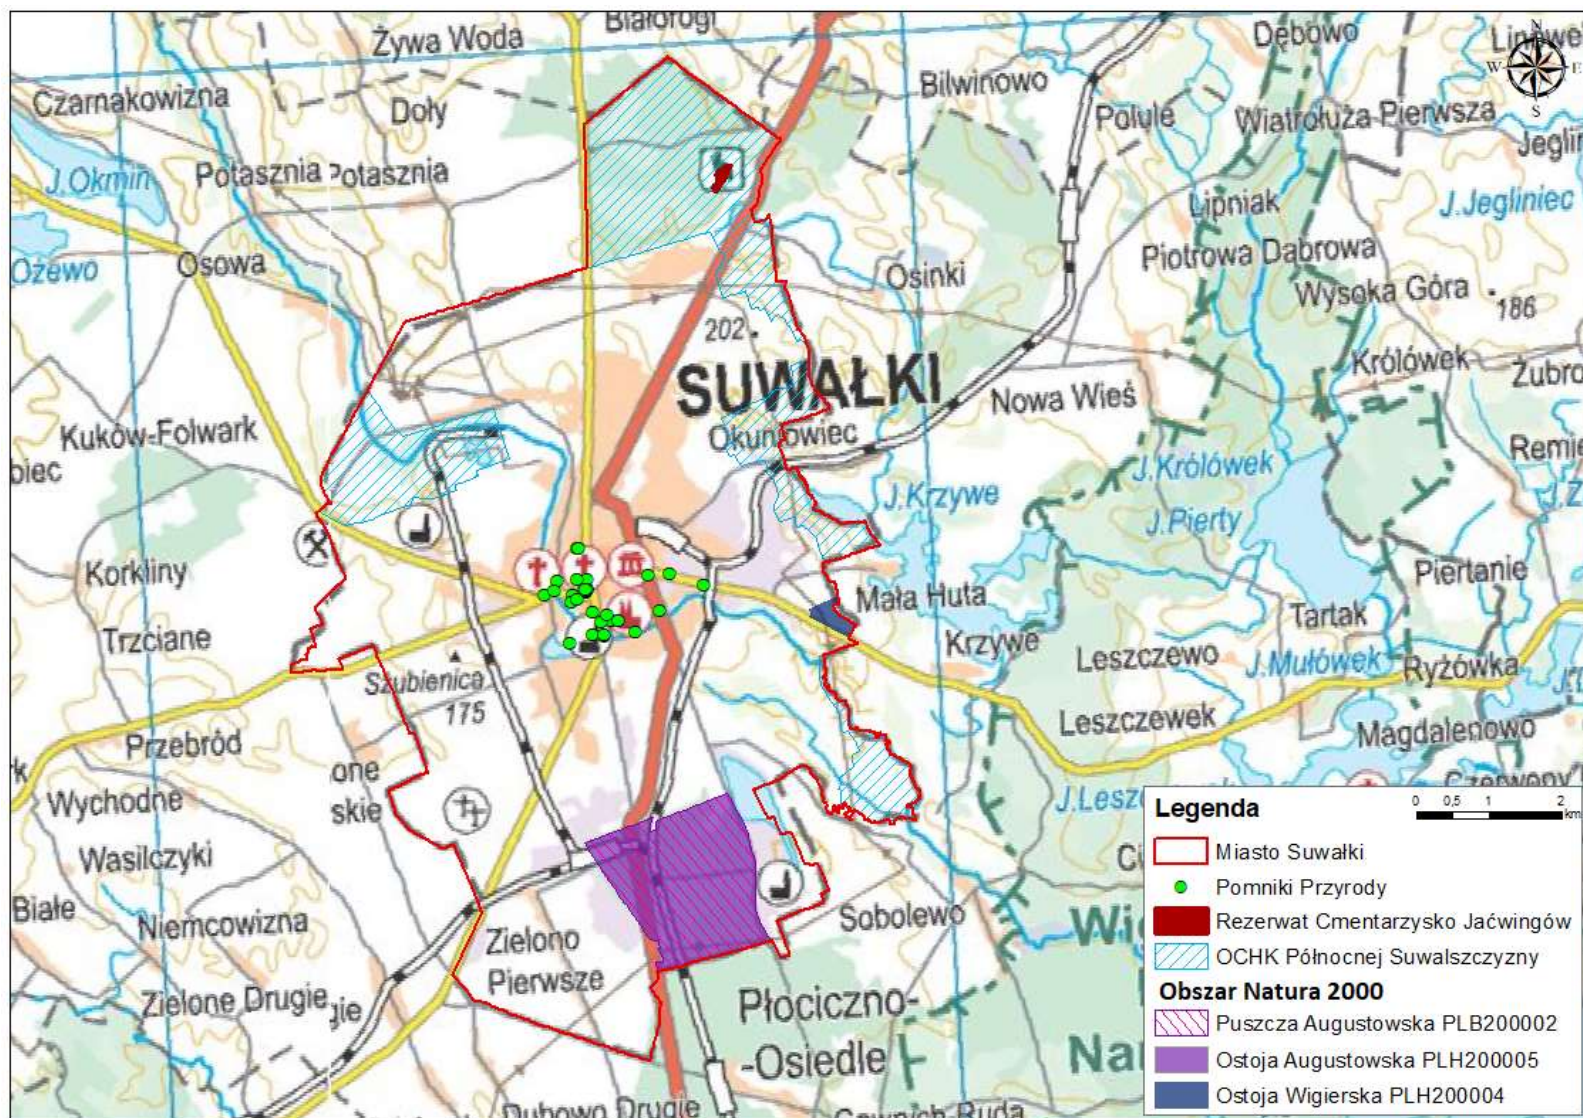 Białorogi
Żywa Woda
Dębowo
N
W
E
S
Bilwinowo
Czarnakowizna
Doły
Polule
Wiatrołuża Pierwsza
J.Okmin
Potasznia
Potasznia
Lipniak
J.Jegliniec
Ożewo
Osowa
Osinki
Piotrowa Dąbrowa
Wysoka Góra
186
202
SUWAŁKI
Królówek
Nowa Wieś
Kuków-Folwark
Okuniowiec
J.Królówek
J.Krzywe
J.Pierty
Korkliny
Piertanie
Mała Huta
Tartak
Trzciane
Krzywe
Leszczewo
J.Mulówek
Ryżówka
Szubienica
175
Leszczewek
Magdalenowo
Przebród
Wychodne
Wasilczyki
Białe
Niemcowizna
Sobolewo
Zielono
Pierwsze
Zielone Drugie
Płociczno-
-Osiedle
Dubowo Drugie
Legenda
0 0,5 1 2
km
Miasto Suwałki
Pomniki Przyrody
Rezerwat Cmentarzysko Jaćwingów
OCHK Północnej Suwalszczyzny
Obszar Natura 2000
Puszcza Augustowska PLB200002
Ostoja Augustowska PLH200005
Ostoja Wigierska PLH200004